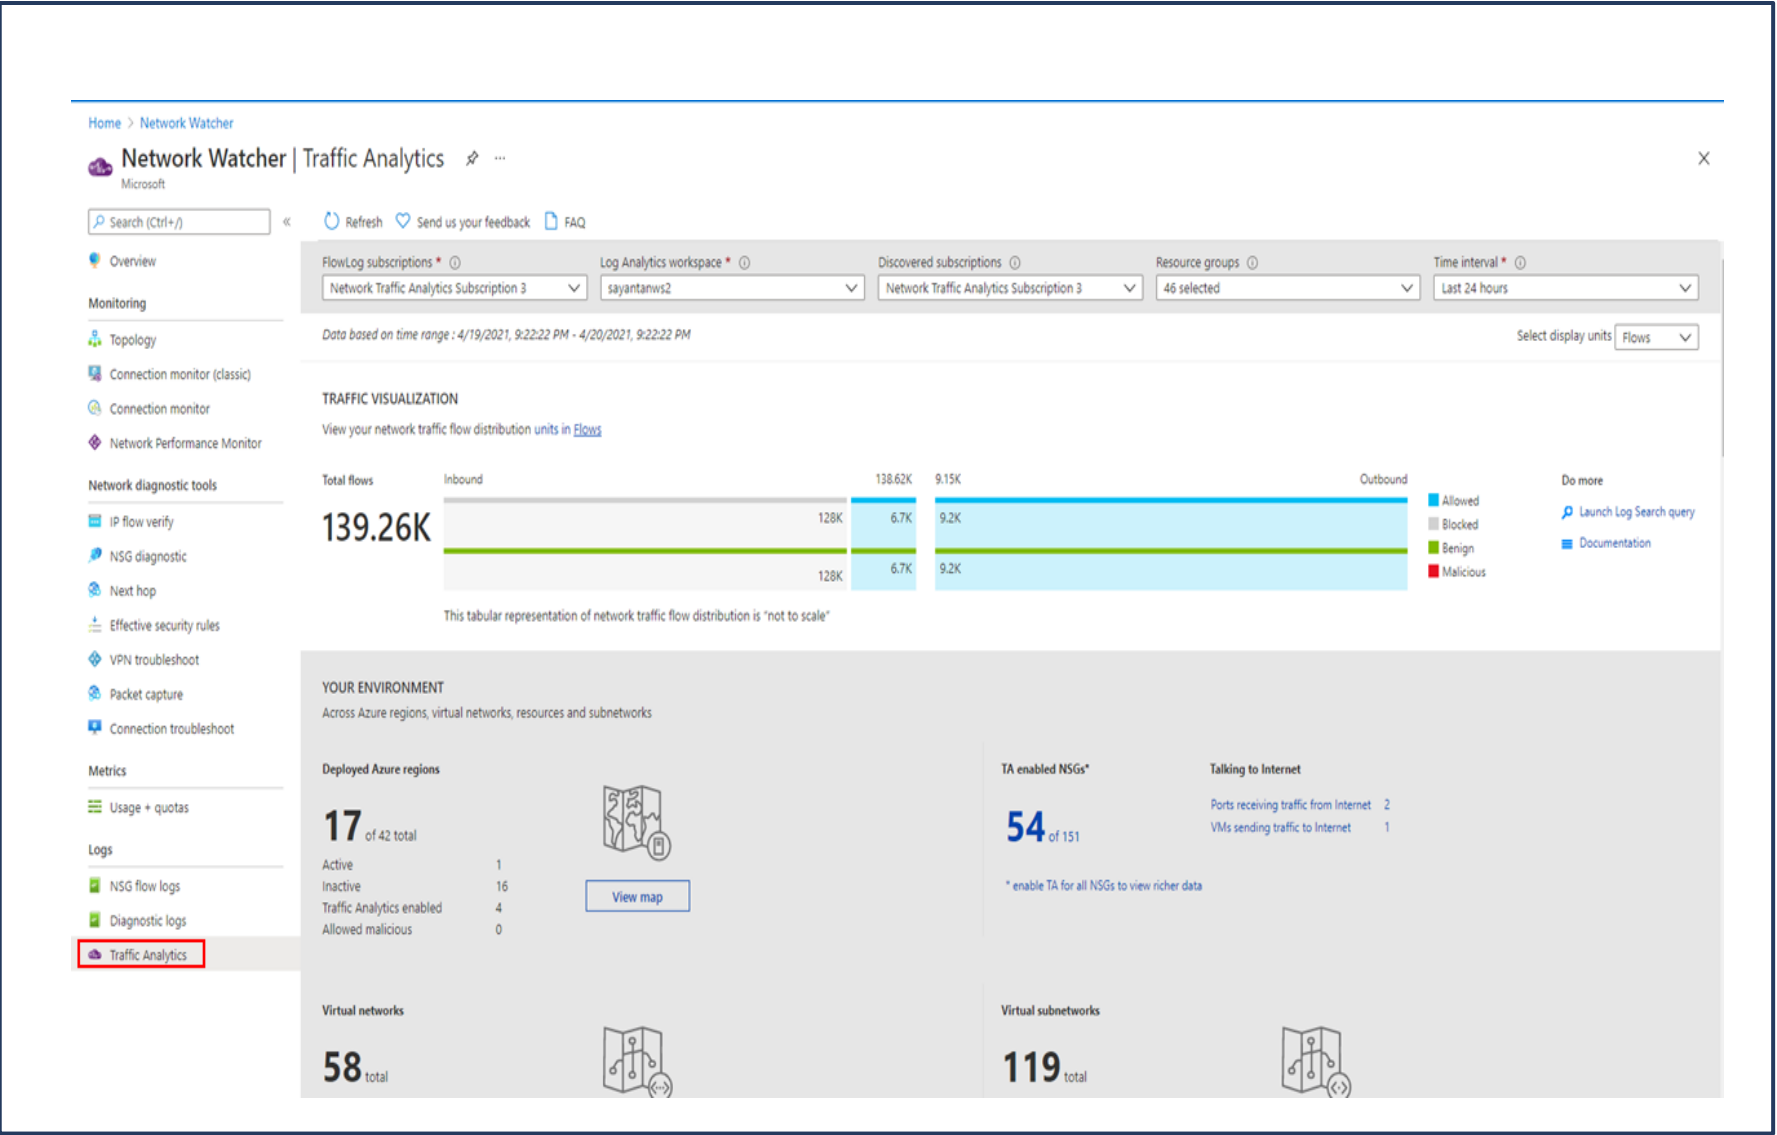 Home > Network Watcher
Network Watcher | Traffic Analytics ...
Microsoft
Search (Ctrl+/)
«
Overview
Monitoring
Topology
Connection monitor (classic)
Connection monitor
Network Performance Monitor
Network diagnostic tools
IP flow verify
NSG diagnostic
Next hop
Effective security rules
VPN troubleshoot
Packet capture
Connection troubleshoot
Metrics
Usage + quotas
Logs
NSG flow logs
Diagnostic logs
Traffic Analytics
Refresh Send us your feedback FAQ
FlowLog subscriptions * Log Analytics workspace * Discovered subscriptions Resource groups Time interval *
Network Traffic Analytics Subscription 3 sayantanws2 Network Traffic Analytics Subscription 3 46 selected Last 24 hours
Data based on time range : 4/19/2021, 9:22:22 PM - 4/20/2021, 9:22:22 PM
Select display units Flows
TRAFFIC VISUALIZATION
View your network traffic flow distribution units in Flows
Total flows Inbound 138.62K 9.15K Outbound
139.26K
128K 6.7K 9.2K
128K 6.7K 9.2K
Allowed
Blocked
Benign
Malicious
Do more
Launch Log Search query
Documentation
This tabular representation of network traffic flow distribution is "not to scale"
YOUR ENVIRONMENT
Across Azure regions, virtual networks, resources and subnetworks
Deployed Azure regions
17 of 42 total
Active 1
Inactive 16
Traffic Analytics enabled 4
Allowed malicious 0
View map
TA enabled NSGs*
54 of 151
* enable TA for all NSGs to view richer data
Talking to Internet
Ports receiving traffic from Internet 2
VMs sending traffic to Internet 1
Virtual networks
58 total
Virtual subnetworks
119 total